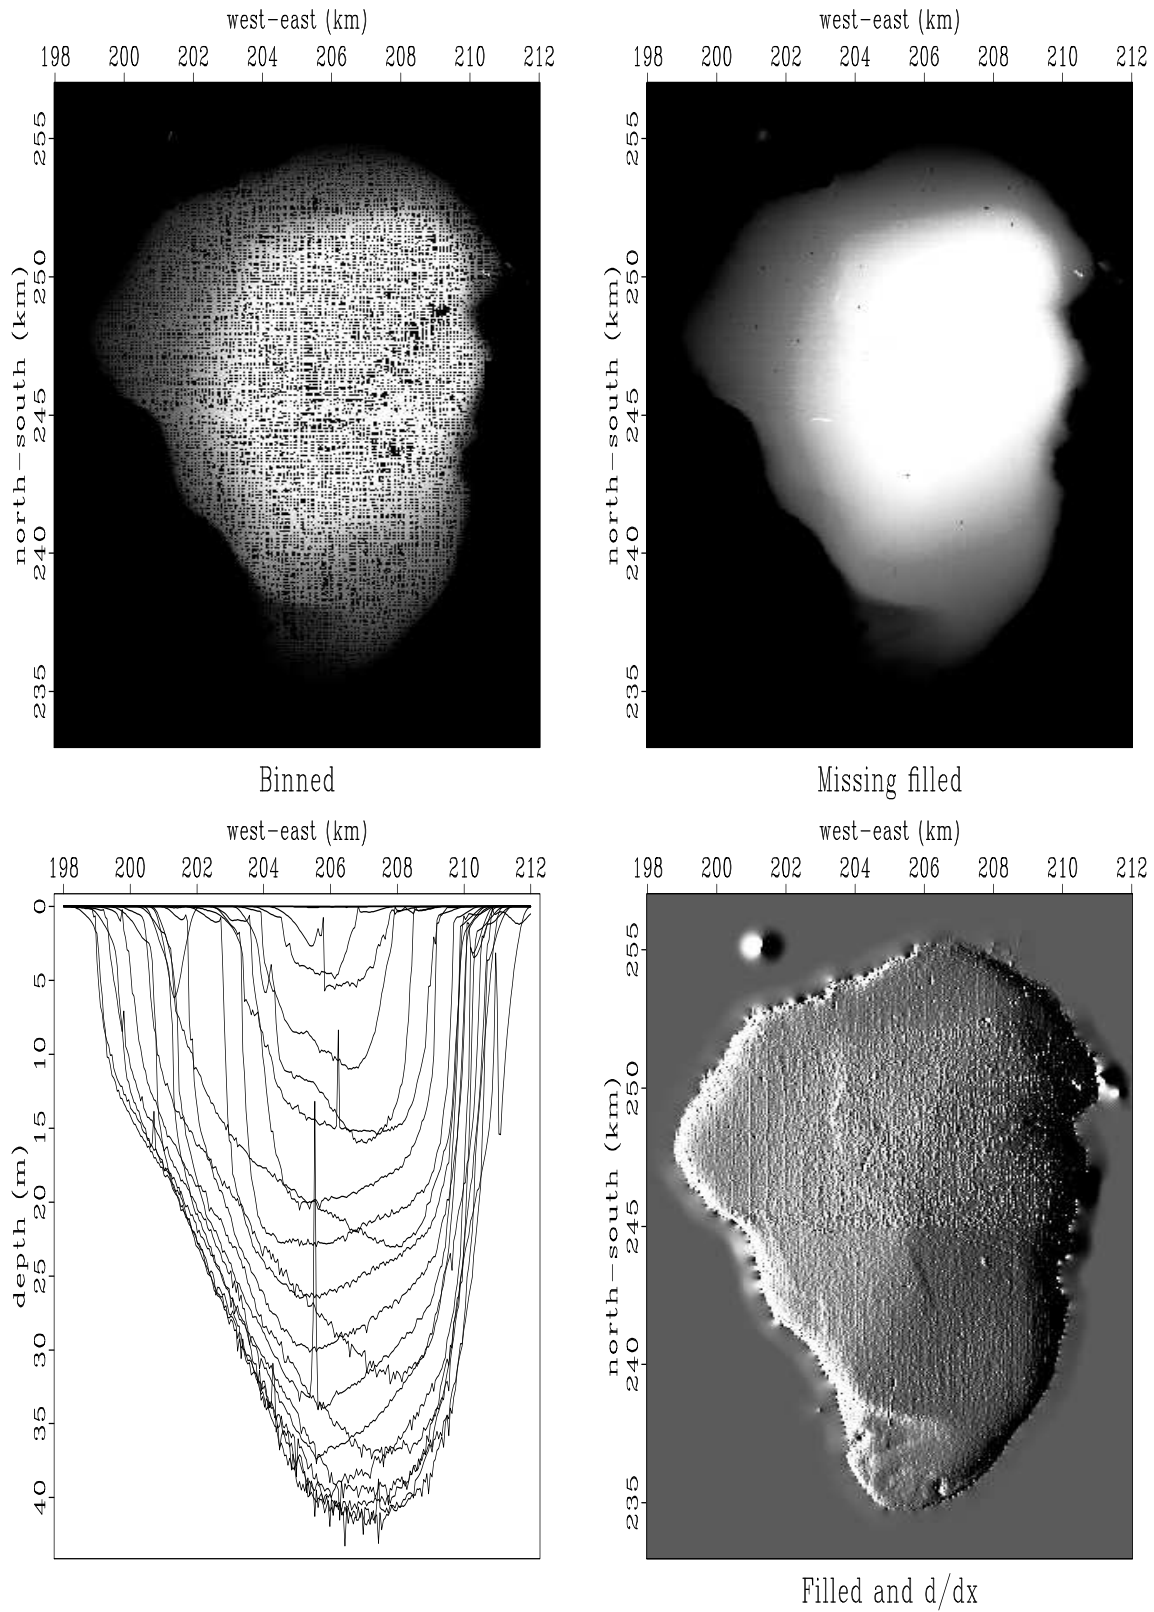 west-east (km)
198 200 202 204 206 208 210 212
north-south (km)
255
250
245
240
235
Binned
west-east (km)
198 200 202 204 206 208 210 212
north-south (km)
255
250
245
240
235
Missing filled
west-east (km)
198 200 202 204 206 208 210 212
depth (m)
0
5
10
15
20
25
30
35
40
west-east (km)
198 200 202 204 206 208 210 212
north-south (km)
255
250
245
240
235
Filled and d/dx